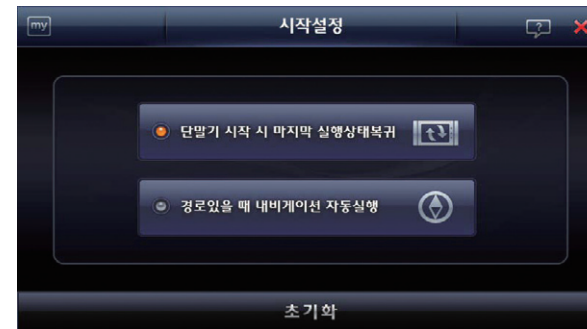 my
시작설정
?
단말기 시작 시 마지막 실행상태복귀
경로있을 때 내비게이션 자동실행
초기화